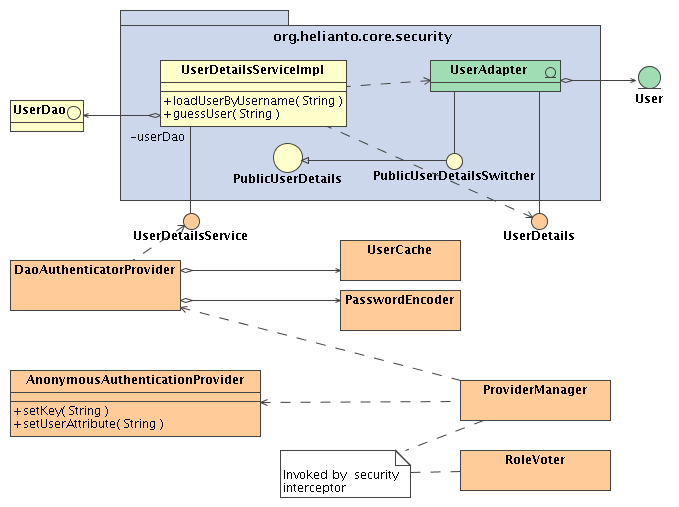 org.helianto.core.security
UserDetailsServiceImpl
+loadUserByUsername( String )
+guessUser( String )
UserAdapter
User
UserDao
-userDao
PublicUserDetails
PublicUserDetailsSwitcher
UserDetailsService
UserDetails
DaoAuthenticatorProvider
UserCache
PasswordEncoder
AnonymousAuthenticationProvider
+setKey( String )
+setUserAttribute( String )
ProviderManager
Invoked by security
interceptor
RoleVoter